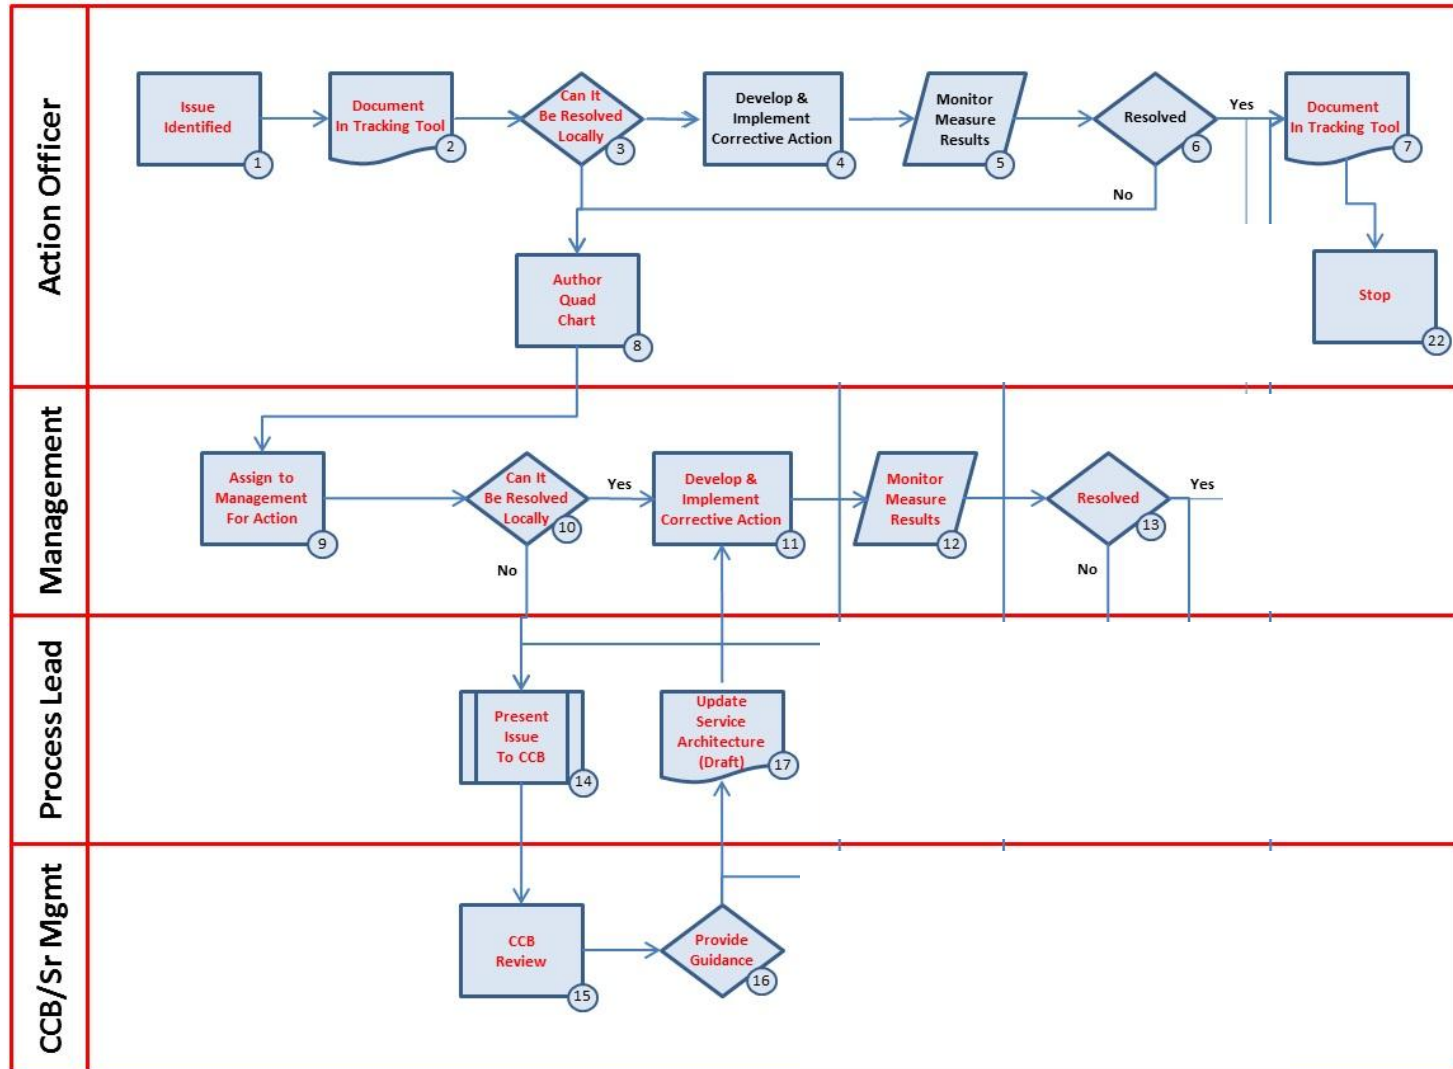 Action Officer
Issue
Identified
1
Document
In Tracking Tool
2
Can It
Be Resolved
Locally
3
Develop &
Implement
Corrective Action
4
Monitor
Measure
Results
5
Resolved
6
Yes
No
Document
In Tracking Tool
7
Author
Quad
Chart
8
Stop
22
Management
Assign to
Management
For Action
9
Can It
Be Resolved
Locally
10
Yes
No
Develop &
Implement
Corrective Action
11
Monitor
Measure
Results
12
Resolved
13
Yes
No
Process Lead
Present
Issue
To CCB
14
Update
Service
Architecture
(Draft)
17
CCB/Sr Mgmt
CCB
Review
15
Provide
Guidance
16